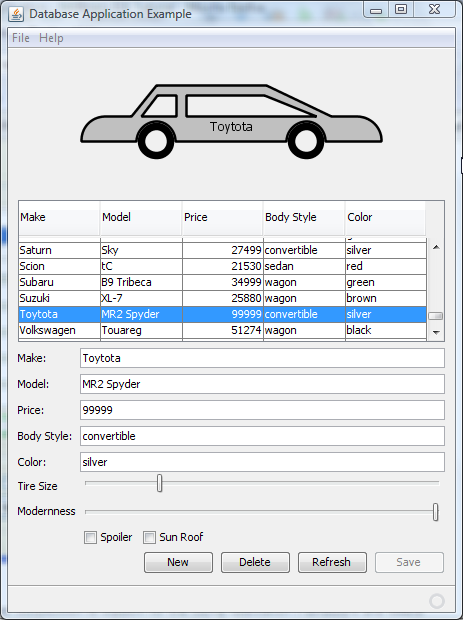 Database Application Example
File Help
Toytota
Make Model Price Body Style Color
Saturn Sky 27499 convertible silver
Scion tC 21530 sedan red
Subaru B9 Tribeca 34999 wagon green
Suzuki XL-7 25880 wagon brown
Toytota MR2 Spyder 99999 convertible silver
Volkswagen Touareg 51274 wagon black
Make: Toytota
Model: MR2 Spyder
Price: 99999
Body Style: convertible
Color: silver
Tire Size
Modernness
Spoiler Sun Roof
New Delete Refresh Save